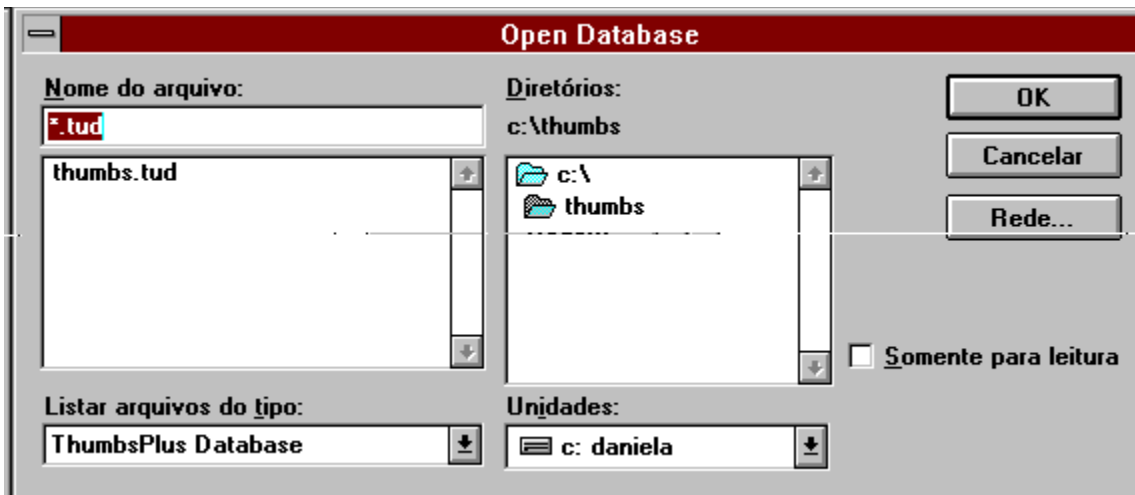 Open Database
Nome do arquivo:
*.tud
thumbs.tud
Listar arquivos do tipo:
ThumbsPlus Database
Diretórios:
c:\thumbs
c:\
thumbs
Unidades:
c: daniela
OK
Cancelar
Rede...
Somente para leitura